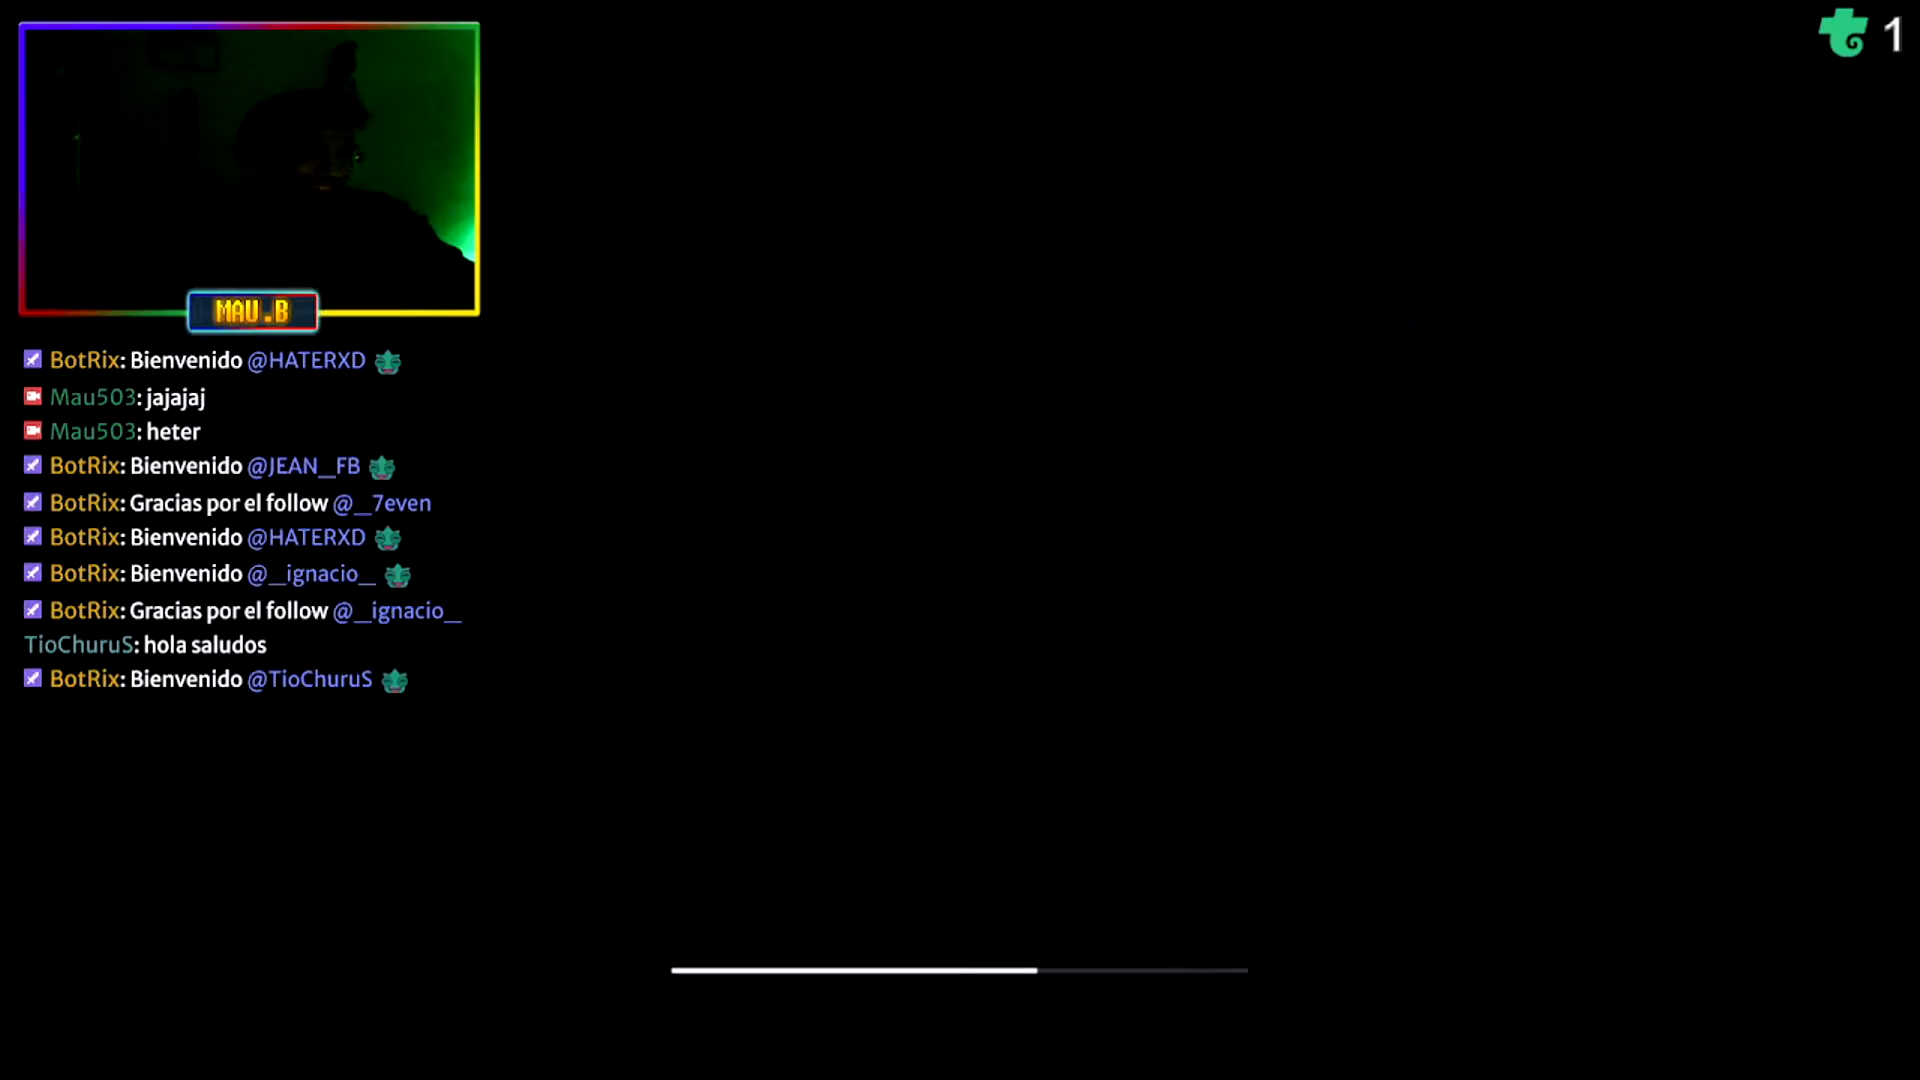 1
MAU.B
BotRix: Bienvenido @HATERXD
Mau503: jajajaj
Mau503: heter
BotRix: Bienvenido @JEAN__FB
BotRix: Gracias por el follow @__7even
BotRix: Bienvenido @HATERXD
BotRix: Bienvenido @__ignacio__
BotRix: Gracias por el follow @__ignacio__
TioChuruS: hola saludos
BotRix: Bienvenido @TioChuruS